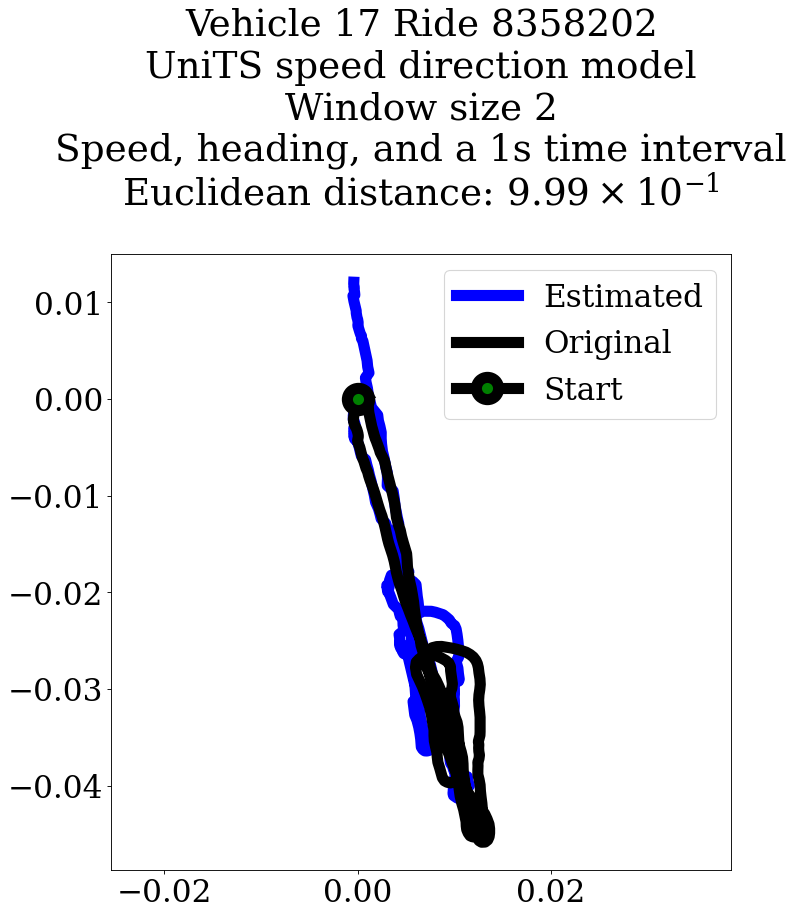 Vehicle 17 Ride 8358202
UniTS speed direction model
Window size 2
Speed, heading, and a 1s time interval
Euclidean distance: 9.99 × 10⁻¹
Estimated
Original
Start
0.01
0.00
−0.01
−0.02
−0.03
−0.04
−0.02 0.00 0.02